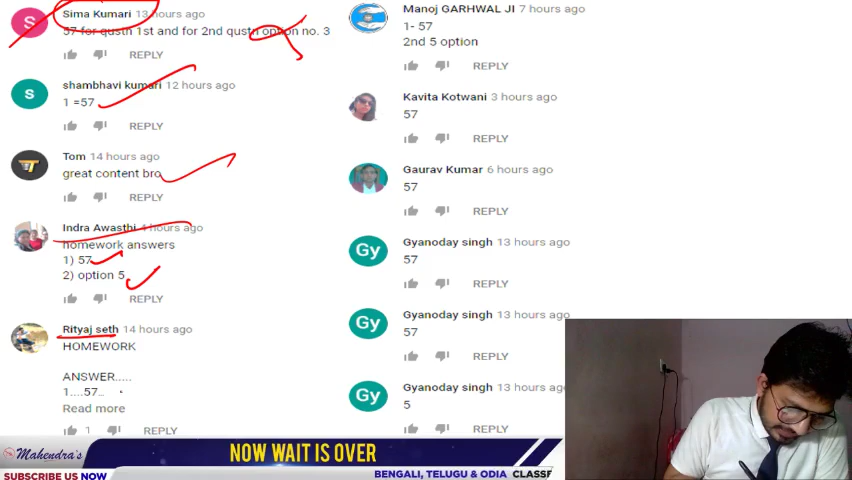 S
Sima Kumari 13 hours ago
57 for qustn 1st and for 2nd qustn option no. 3
REPLY
s
shambhavi kumari 12 hours ago
1 =57
REPLY
Tom 14 hours ago
great content bro
REPLY
Indra Awasthi 4 hours ago
homework answers
1) 57
2) option 5
REPLY
Rityaj seth 14 hours ago
HOMEWORK
ANSWER.....
1....57..
Read more
1 REPLY
Manoj GARHWAL JI 7 hours ago
1- 57
2nd 5 option
REPLY
Kavita Kotwani 3 hours ago
57
REPLY
Gaurav Kumar 6 hours ago
57
REPLY
Gy
Gyanoday singh 13 hours ago
57
REPLY
Gy
Gyanoday singh 13 hours ago
57
REPLY
Gy
Gyanoday singh 13 hours
5
REPLY
Mahendra's
NOW WAIT IS OVER
SUBSCRIBE US NOW
BENGALI, TELUGU & ODIA CLASSE